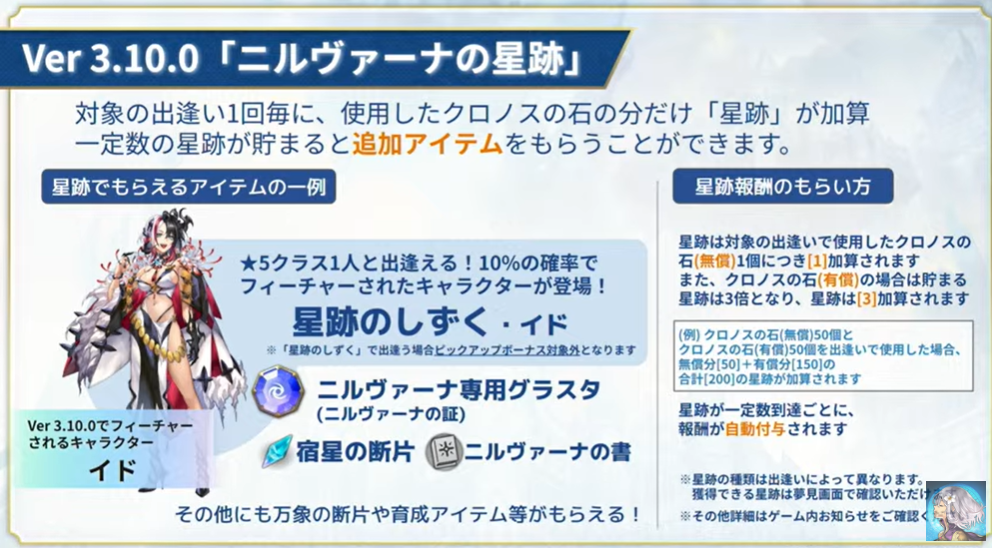 Ver 3.10.0「ニルヴァーナの星跡」
対象の出逢い1回毎に、使用したクロノスの石の分だけ「星跡」が加算
一定数の星跡が貯まると追加アイテムをもらうことができます。
星跡でもらえるアイテムの一例
★5クラス1人と出逢える！10%の確率で
フィーチャーされたキャラクターが登場！
星跡のしずく・イド
※「星跡のしずく」で出逢う場合ピックアップボーナス対象外となります
ニルヴァーナ専用グラスタ
(ニルヴァーナの証)
宿星の断片
ニルヴァーナの書
Ver 3.10.0でフィーチャー
されるキャラクター
イド
その他にも万象の断片や育成アイテム等がもらえる！
星跡報酬のもらい方
星跡は対象の出逢いで使用したクロノスの
石(無償)1個につき[1]加算されます
また、クロノスの石(有償)の場合は貯まる
星跡は3倍となり、星跡は[3]加算されます
(例) クロノスの石(無償)50個と
クロノスの石(有償)50個を出逢いで使用した場合、
無償分[50]＋有償分[150]の
合計[200]の星跡が加算されます
星跡が一定数到達ごとに、
報酬が自動付与されます
※星跡の種類は出逢いによって異なります。
獲得できる星跡は夢見画面で確認いただけ
※その他詳細はゲーム内お知らせをご確認く